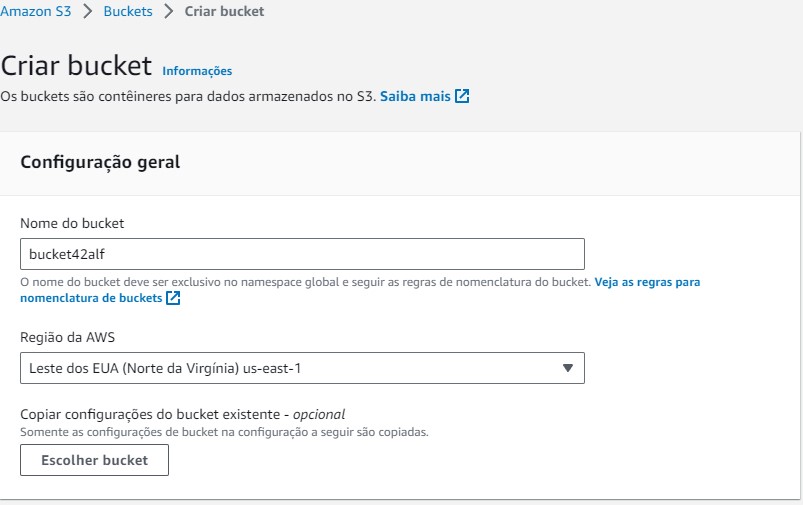 Amazon S3 > Buckets > Criar bucket
Criar bucket Informações
Os buckets são contêineres para dados armazenados no S3. Saiba mais
Configuração geral
Nome do bucket
bucket42alf
O nome do bucket deve ser exclusivo no namespace global e seguir as regras de nomenclatura do bucket. Veja as regras para
nomenclatura de buckets
Região da AWS
Leste dos EUA (Norte da Virgínia) us-east-1
Copiar configurações do bucket existente - opcional
Somente as configurações de bucket na configuração a seguir são copiadas.
Escolher bucket